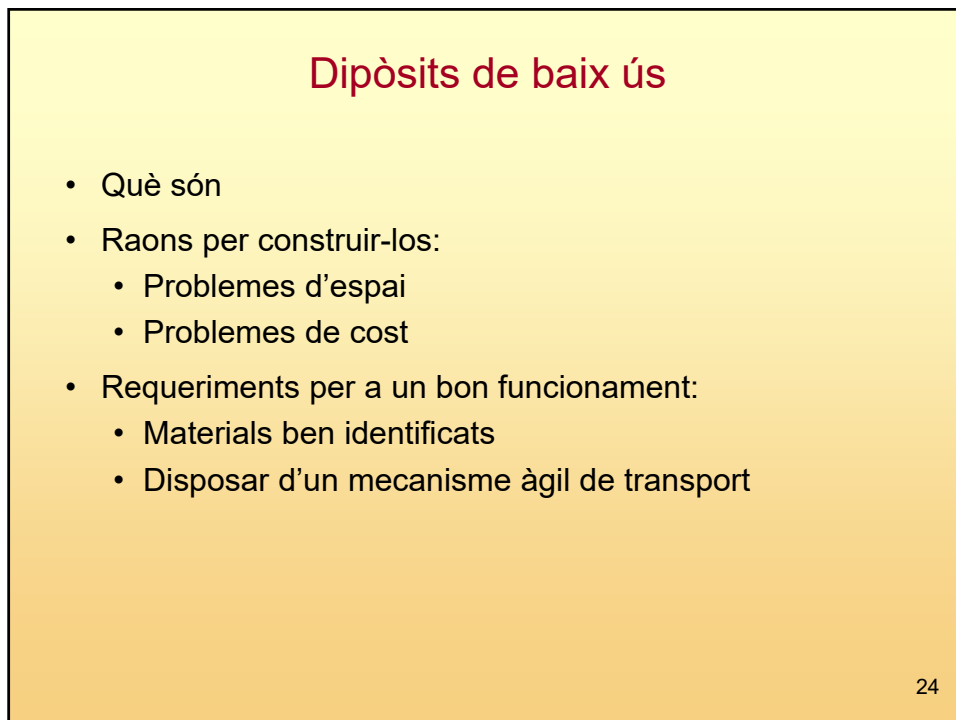 Dipòsits de baix ús
• Què són
• Raons per construir-los:
• Problemes d’espai
• Problemes de cost
• Requeriments per a un bon funcionament:
• Materials ben identificats
• Disposar d’un mecanisme àgil de transport
24